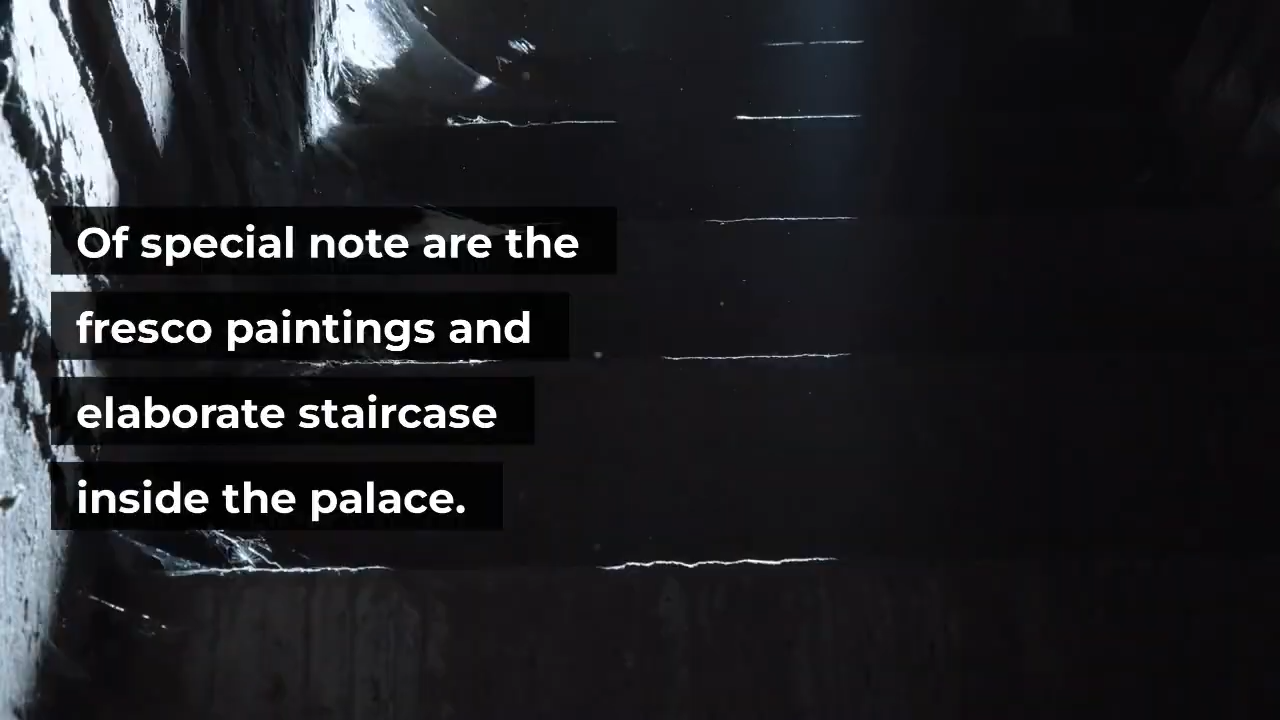 Of special note are the
fresco paintings and
elaborate staircase
inside the palace.